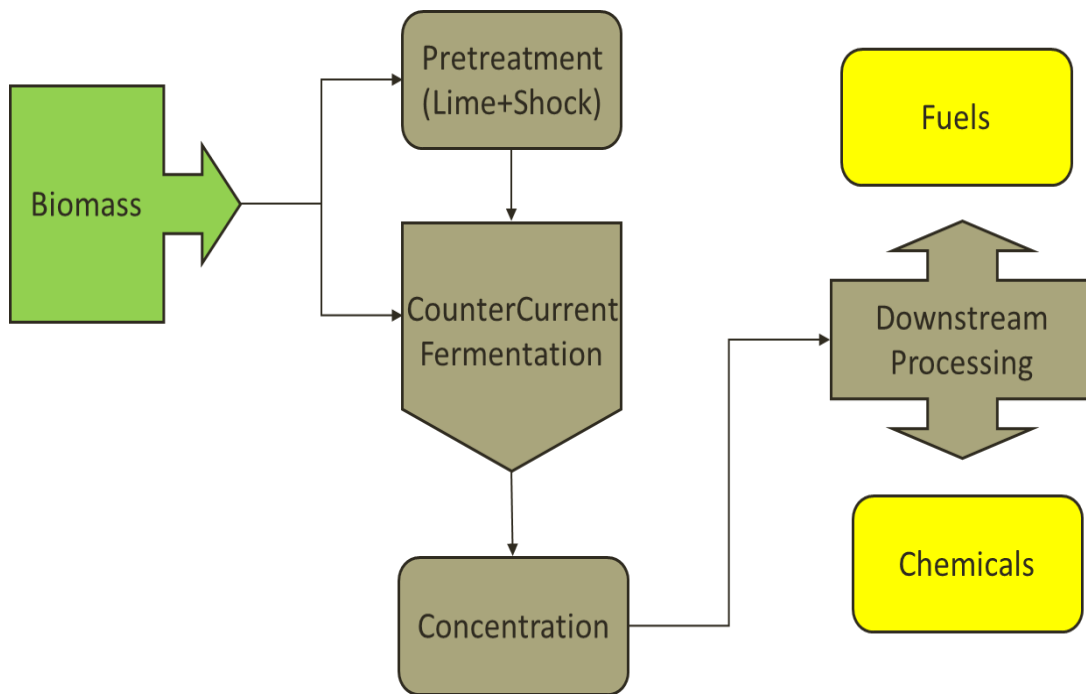 Biomass
Pretreatment
(Lime+Shock)
CounterCurrent
Fermentation
Concentration
Fuels
Downstream
Processing
Chemicals